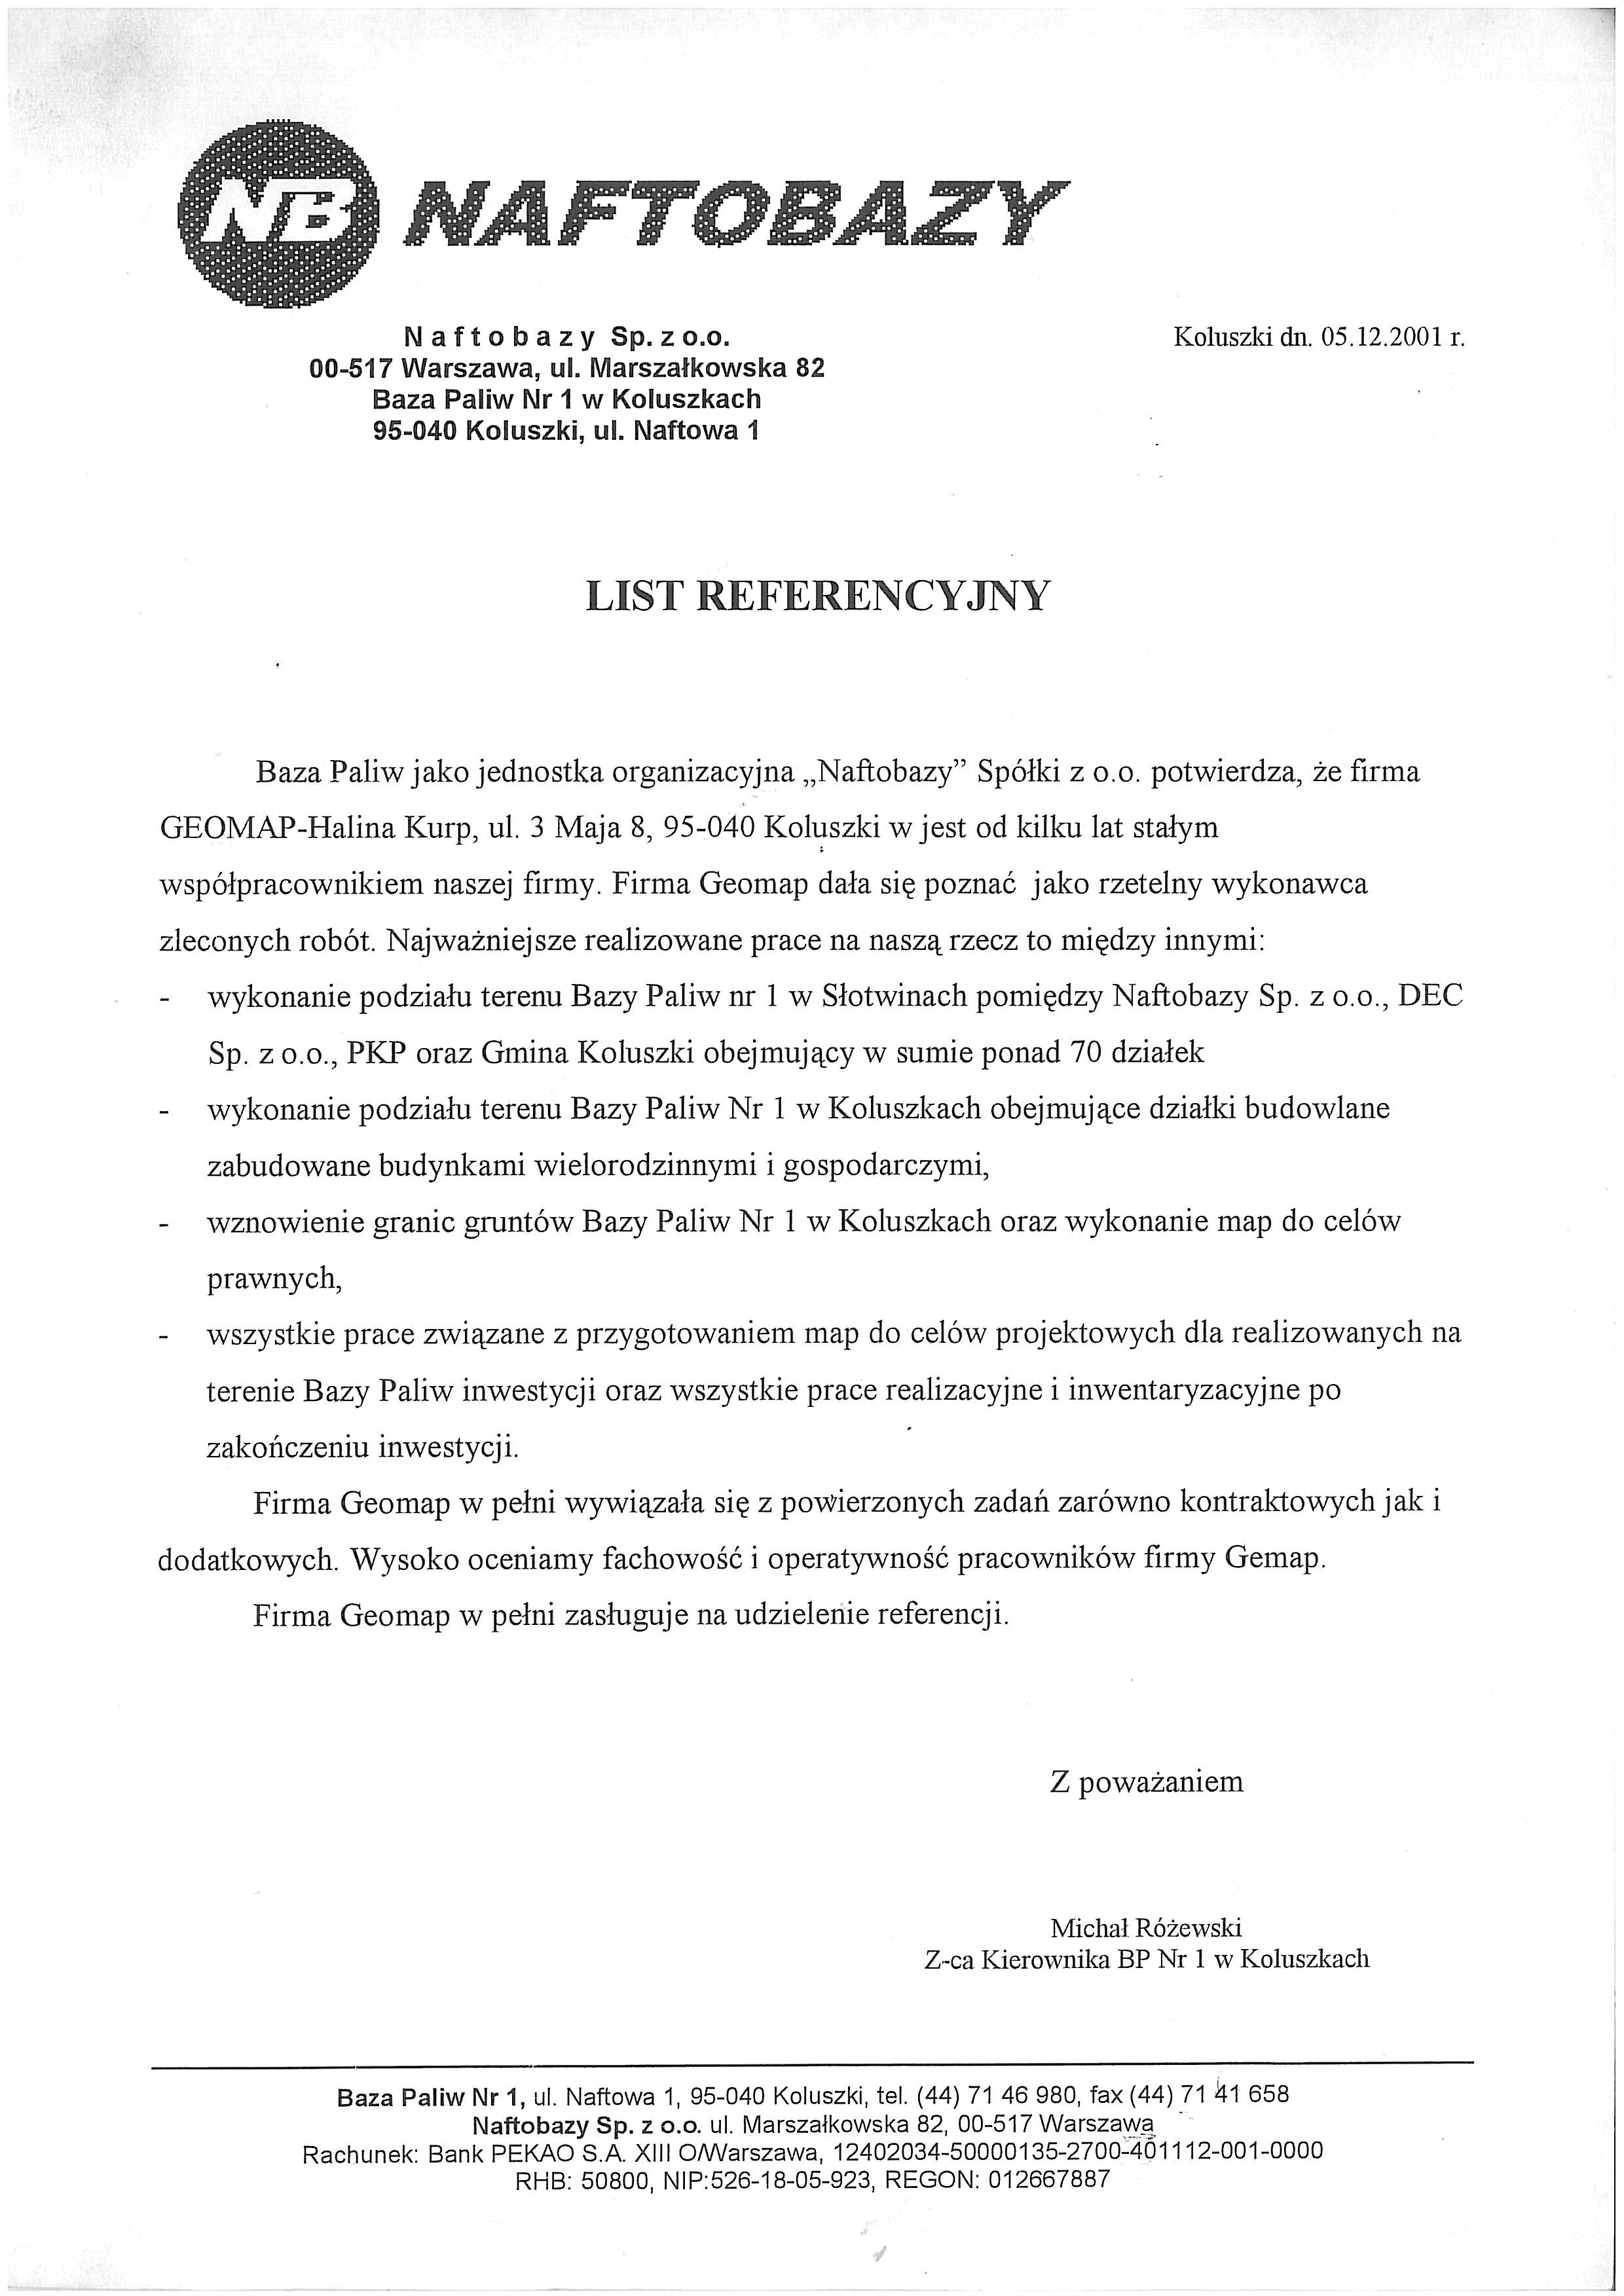 NB NAFTOBAZY
Naftobazy Sp. z o.o.
00-517 Warszawa, ul. Marszałkowska 82
Baza Paliw Nr 1 w Koluszkach
95-040 Koluszki, ul. Naftowa 1
Koluszki dn. 05.12.2001 r.
LIST REFERENCYJNY
Baza Paliw jako jednostka organizacyjna „Naftobazy” Spółki z o.o. potwierdza, że firma
GEOMAP-Halina Kurp, ul. 3 Maja 8, 95-040 Koluszki w jest od kilku lat stałym
współpracownikiem naszej firmy. Firma Geomap dała się poznać jako rzetelny wykonawca
zleconych robót. Najważniejsze realizowane prace na naszą rzecz to między innymi:
- wykonanie podziału terenu Bazy Paliw nr 1 w Słotwinach pomiędzy Naftobazy Sp. z o.o., DEC
Sp. z o.o., PKP oraz Gmina Koluszki obejmujący w sumie ponad 70 działek
- wykonanie podziału terenu Bazy Paliw Nr 1 w Koluszkach obejmujące działki budowlane
zabudowane budynkami wielorodzinnymi i gospodarczymi,
- wznowienie granic gruntów Bazy Paliw Nr 1 w Koluszkach oraz wykonanie map do celów
prawnych,
- wszystkie prace związane z przygotowaniem map do celów projektowych dla realizowanych na
terenie Bazy Paliw inwestycji oraz wszystkie prace realizacyjne i inwentaryzacyjne po
zakończeniu inwestycji.
Firma Geomap w pełni wywiązała się z powierzonych zadań zarówno kontraktowych jak i
dodatkowych. Wysoko oceniamy fachowość i operatywność pracowników firmy Gemap.
Firma Geomap w pełni zasługuje na udzielenie referencji.
Z poważaniem
Michał Różewski
Z-ca Kierownika BP Nr 1 w Koluszkach
Baza Paliw Nr 1, ul. Naftowa 1, 95-040 Koluszki, tel. (44) 71 46 980, fax (44) 71 41 658
Naftobazy Sp. z o.o. ul. Marszałkowska 82, 00-517 Warszawa
Rachunek: Bank PEKAO S.A. XIII O/Warszawa, 12402034-50000135-2700-401112-001-0000
RHB: 50800, NIP:526-18-05-923, REGON: 012667887